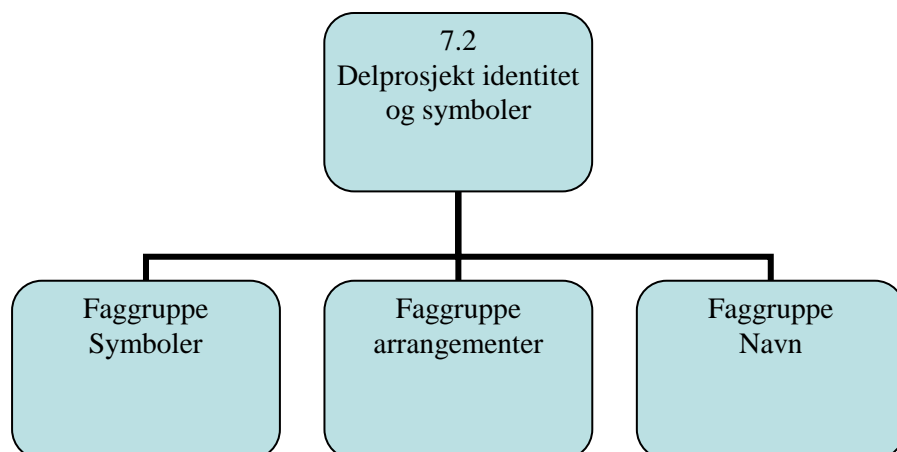 7.2
Delprosjekt identitet
og symboler
Faggruppe
Symboler
Faggruppe
arrangementer
Faggruppe
Navn